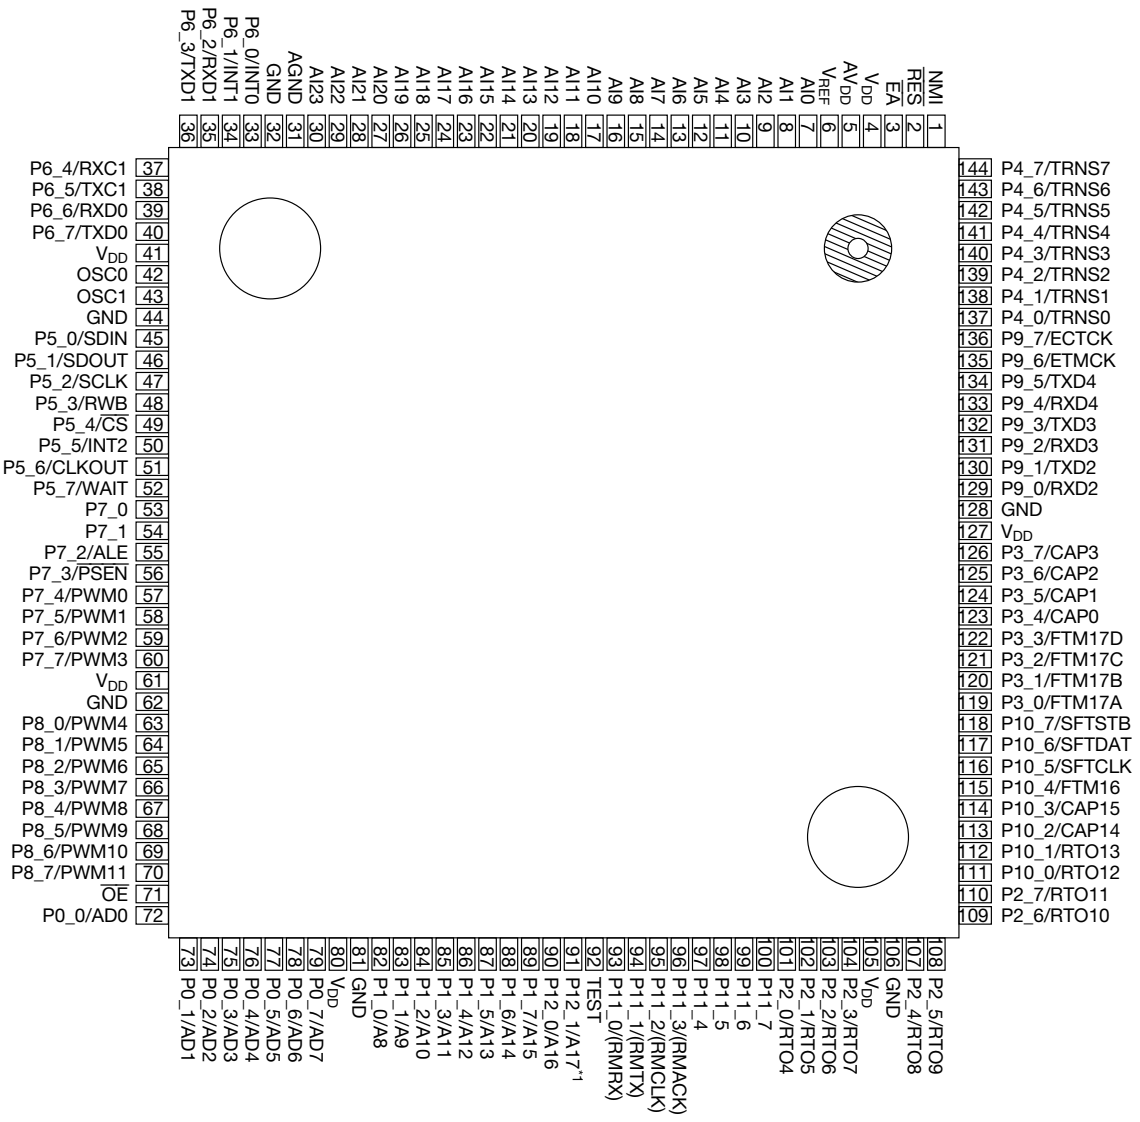 P6_3/TXD1 36
P6_2/RXD1 35
P6_1/INT1 34
P6_0/INT0 33
GND 32
AGND 31
AI23 30
AI22 29
AI21 28
AI20 27
AI19 26
AI18 25
AI17 24
AI16 23
AI15 22
AI14 21
AI13 20
AI12 19
AI11 18
AI10 17
AI9 16
AI8 15
AI7 14
AI6 13
AI5 12
AI4 11
AI3 10
AI2 9
AI1 8
AI0 7
VREF 6
AVDD 5
VDD 4
EA 3
RES 2
NMI 1
P6_4/RXC1 37
P6_5/TXC1 38
P6_6/RXD0 39
P6_7/TXD0 40
VDD 41
OSC0 42
OSC1 43
GND 44
P5_0/SDIN 45
P5_1/SDOUT 46
P5_2/SCLK 47
P5_3/RWB 48
P5_4/CS 49
P5_5/INT2 50
P5_6/CLKOUT 51
P5_7/WAIT 52
P7_0 53
P7_1 54
P7_2/ALE 55
P7_3/PSEN 56
P7_4/PWM0 57
P7_5/PWM1 58
P7_6/PWM2 59
P7_7/PWM3 60
VDD 61
GND 62
P8_0/PWM4 63
P8_1/PWM5 64
P8_2/PWM6 65
P8_3/PWM7 66
P8_4/PWM8 67
P8_5/PWM9 68
P8_6/PWM10 69
P8_7/PWM11 70
OE 71
P0_0/AD0 72
144 P4_7/TRNS7
143 P4_6/TRNS6
142 P4_5/TRNS5
141 P4_4/TRNS4
140 P4_3/TRNS3
139 P4_2/TRNS2
138 P4_1/TRNS1
137 P4_0/TRNS0
136 P9_7/ECTCK
135 P9_6/ETMCK
134 P9_5/TXD4
133 P9_4/RXD4
132 P9_3/TXD3
131 P9_2/RXD3
130 P9_1/TXD2
129 P9_0/RXD2
128 GND
127 VDD
126 P3_7/CAP3
125 P3_6/CAP2
124 P3_5/CAP1
123 P3_4/CAP0
122 P3_3/FTM17D
121 P3_2/FTM17C
120 P3_1/FTM17B
119 P3_0/FTM17A
118 P10_7/SFTSTB
117 P10_6/SFTDAT
116 P10_5/SFTCLK
115 P10_4/FTM16
114 P10_3/CAP15
113 P10_2/CAP14
112 P10_1/RTO13
111 P10_0/RTO12
110 P2_7/RTO11
109 P2_6/RTO10
73 P0_1/AD1
74 P0_2/AD2
75 P0_3/AD3
76 P0_4/AD4
77 P0_5/AD5
78 P0_6/AD6
79 P0_7/AD7
80 VDD
81 GND
82 P1_0/A8
83 P1_1/A9
84 P1_2/A10
85 P1_3/A11
86 P1_4/A12
87 P1_5/A13
88 P1_6/A14
89 P1_7/A15
90 P12_0/A16
91 P12_1/A17*1
92 TEST
93 P11_0/(RMRX)
94 P11_1/(RMTX)
95 P11_2/(RMCLK)
96 P11_3/(RMACK)
97 P11_4
98 P11_5
99 P11_6
100 P11_7
101 P2_0/RTO4
102 P2_1/RTO5
103 P2_2/RTO6
104 P2_3/RTO7
105 VDD
106 GND
107 P2_4/RTO8
108 P2_5/RTO9